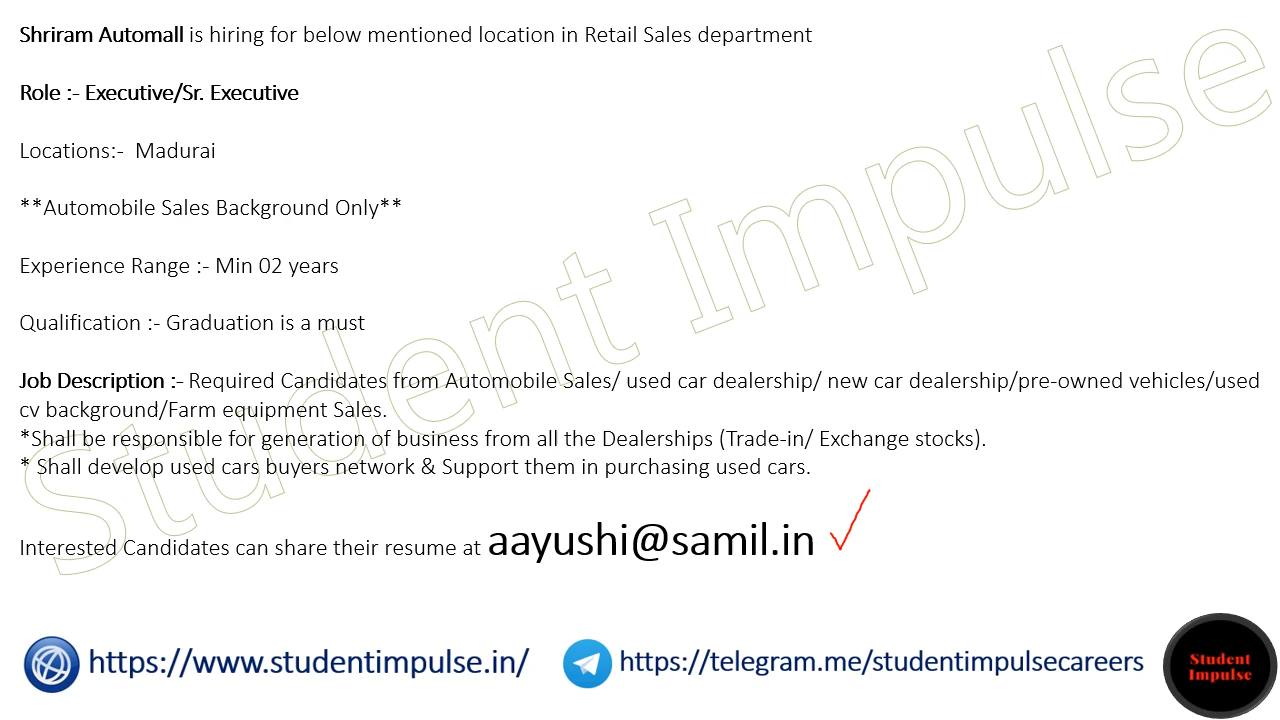 Shriram Automall is hiring for below mentioned location in Retail Sales department
Role :- Executive/Sr. Executive
Locations:-  Madurai
**Automobile Sales Background Only**
Experience Range :- Min 02 years
Qualification :- Graduation is a must
Job Description :- Required Candidates from Automobile Sales/ used car dealership/ new car dealership/pre-owned vehicles/used
cv background/Farm equipment Sales.
*Shall be responsible for generation of business from all the Dealerships (Trade-in/ Exchange stocks).
* Shall develop used cars buyers network & Support them in purchasing used cars.
Interested Candidates can share their resume at aayushi@samil.in
Student Impulse
https://www.studentimpulse.in/
https://telegram.me/studentimpulsecareers
Student
Impulse